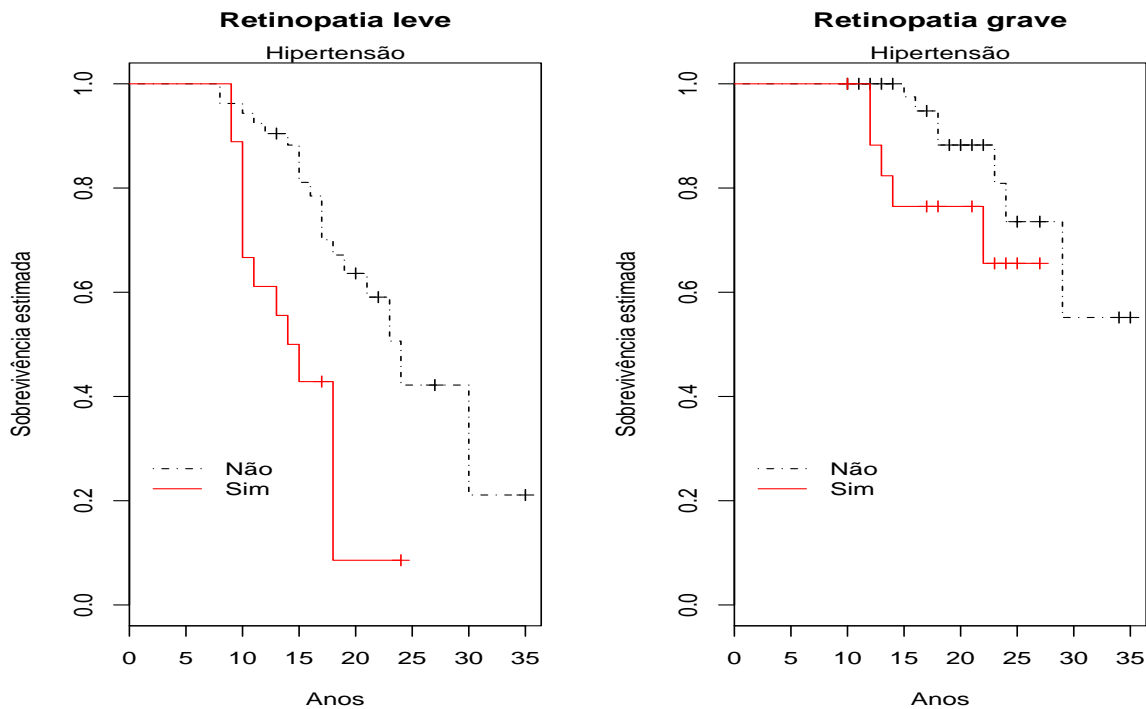 Retinopatia leve
Hipertensão
Sobrevivência estimada
1.0
0.8
0.6
0.4
0.2
0.0
Não
Sim
0 5 10 15 20 25 30 35
Anos
Retinopatia grave
Hipertensão
Sobrevivência estimada
1.0
0.8
0.6
0.4
0.2
0.0
Não
Sim
0 5 10 15 20 25 30 35
Anos